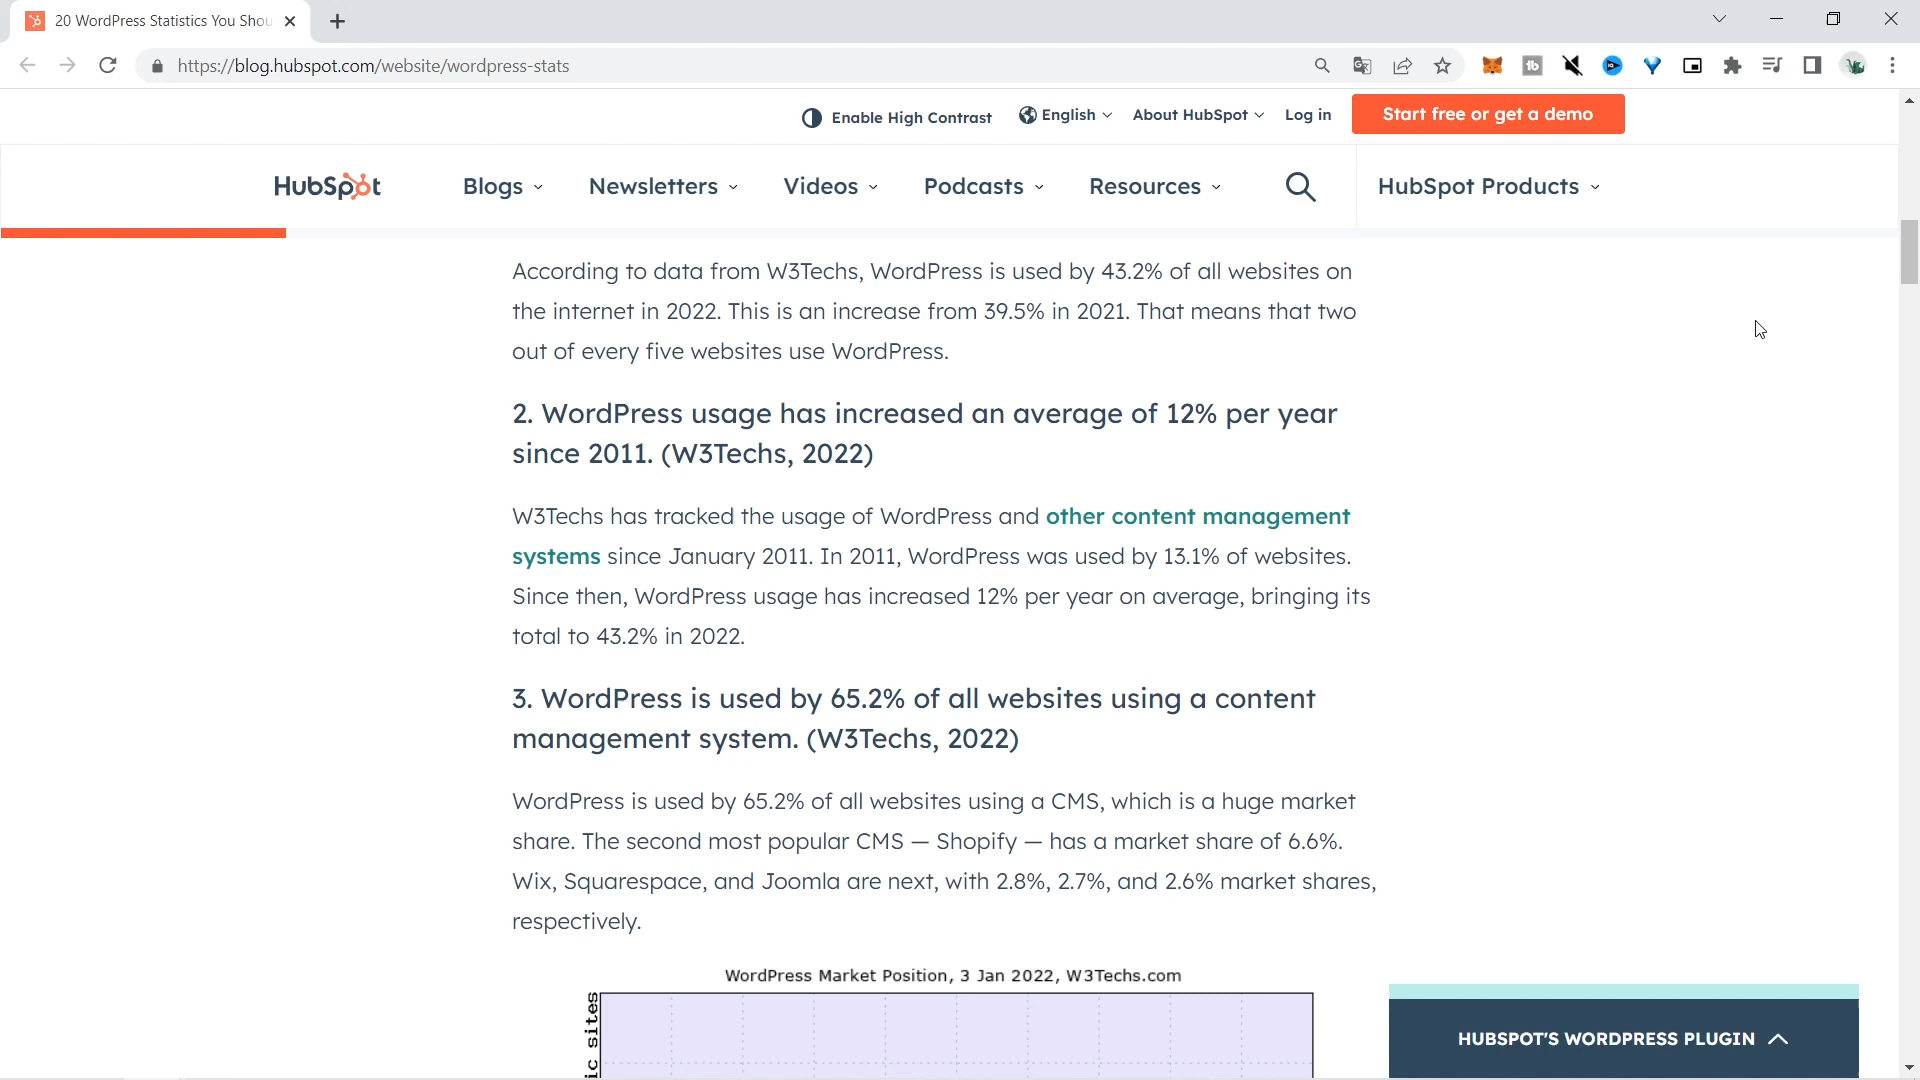 20 WordPress Statistics You Shou
https://blog.hubspot.com/website/wordpress-stats
Enable High Contrast
English
About HubSpot
Log in
Start free or get a demo
HubSpot
Blogs
Newsletters
Videos
Podcasts
Resources
HubSpot Products
According to data from W3Techs, WordPress is used by 43.2% of all websites on
the internet in 2022. This is an increase from 39.5% in 2021. That means that two
out of every five websites use WordPress.
2. WordPress usage has increased an average of 12% per year
since 2011. (W3Techs, 2022)
W3Techs has tracked the usage of WordPress and other content management
systems since January 2011. In 2011, WordPress was used by 13.1% of websites.
Since then, WordPress usage has increased 12% per year on average, bringing its
total to 43.2% in 2022.
3. WordPress is used by 65.2% of all websites using a content
management system. (W3Techs, 2022)
WordPress is used by 65.2% of all websites using a CMS, which is a huge market
share. The second most popular CMS — Shopify — has a market share of 6.6%.
Wix, Squarespace, and Joomla are next, with 2.8%, 2.7%, and 2.6% market shares,
respectively.
WordPress Market Position, 3 Jan 2022, W3Techs.com
ic sites
HUBSPOT'S WORDPRESS PLUGIN